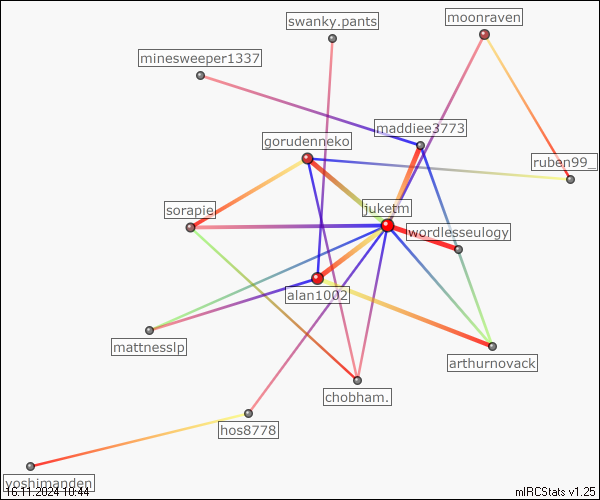 swanky.pants
moonraven
minesweeper1337
maddiee3773
gorudenneko
ruben99_
sorapie
juketm
wordlesseulogy
alan1002
mattnesslp
arthurnovack
chobham.
hos8778
yoshimanden
16.11.2024 10:44
mIRCStats v1.25